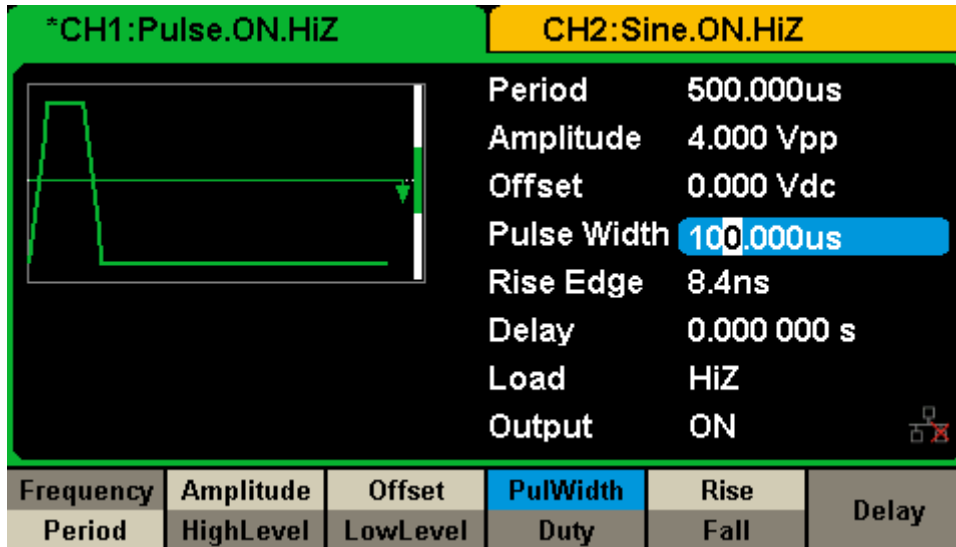 *CH1:Pulse.ON.HiZ CH2:Sine.ON.HiZ
Period 500.000us
Amplitude 4.000 Vpp
Offset 0.000 Vdc
Pulse Width 100.000us
Rise Edge 8.4ns
Delay 0.000 000 s
Load HiZ
Output ON
Frequency Amplitude Offset PulWidth Rise Delay
Period HighLevel LowLevel Duty Fall